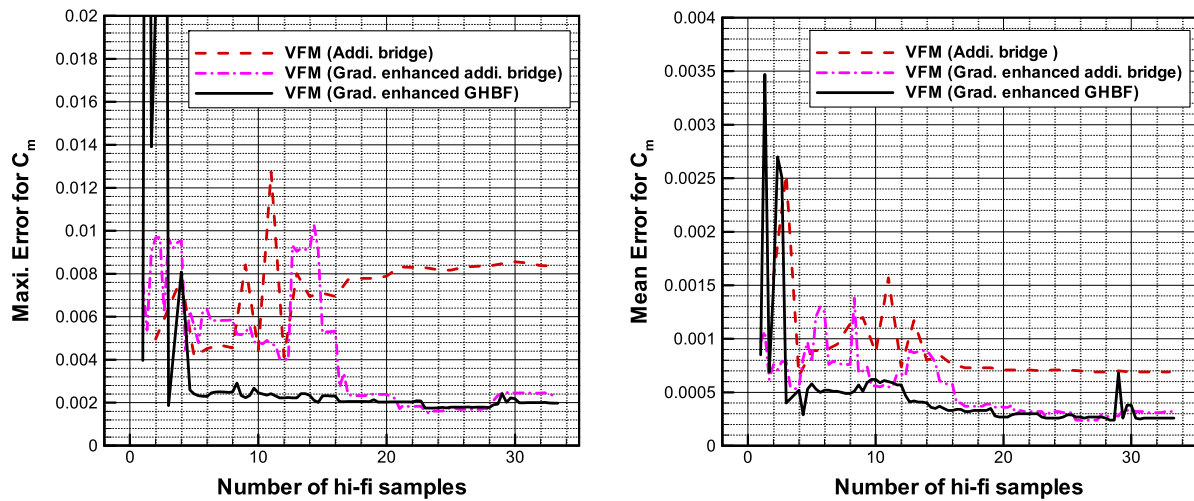 0.02
0.018
0.016
0.014
0.012
0.01
0.008
0.006
0.004
0.002
0
Maxi. Error for Cm
VFM (Addi. bridge)
VFM (Grad. enhanced addi. bridge)
VFM (Grad. enhanced GHBF)
0 10 20 30
Number of hi-fi samples
0.004
0.0035
0.003
0.0025
0.002
0.0015
0.001
0.0005
0
Mean Error for Cm
VFM (Addi. bridge )
VFM (Grad. enhanced addi. bridge)
VFM (Grad. enhanced GHBF)
0 10 20 30
Number of hi-fi samples